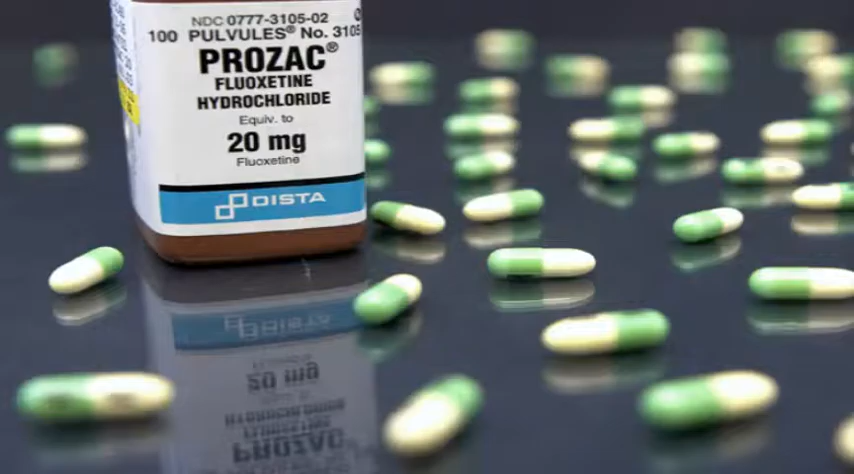 NDC 0777-3105-02
100 PULVULES® No. 3105
PROZAC®
FLUOXETINE
HYDROCHLORIDE
Equiv. to
20 mg
Fluoxetine
DISTA